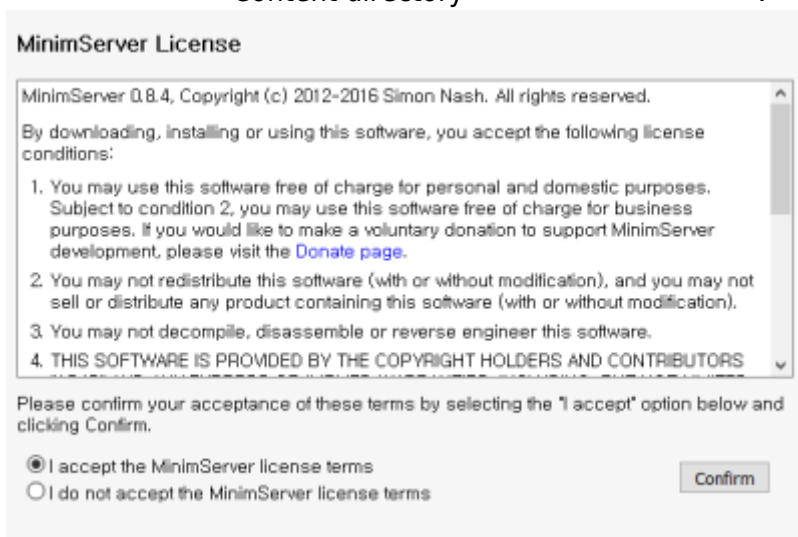 Content directory
MinimServer License
MinimServer 0.8.4, Copyright (c) 2012-2016 Simon Nash. All rights reserved.
By downloading, installing or using this software, you accept the following license
conditions:
1. You may use this software free of charge for personal and domestic purposes.
Subject to condition 2, you may use this software free of charge for business
purposes. If you would like to make a voluntary donation to support MinimServer
development, please visit the Donate page.
2. You may not redistribute this software (with or without modification), and you may not
sell or distribute any product containing this software (with or without modification).
3. You may not decompile, disassemble or reverse engineer this software.
4. THIS SOFTWARE IS PROVIDED BY THE COPYRIGHT HOLDERS AND CONTRIBUTORS
Please confirm your acceptance of these terms by selecting the "I accept" option below and
clicking Confirm.
I accept the MinimServer license terms
I do not accept the MinimServer license terms
Confirm